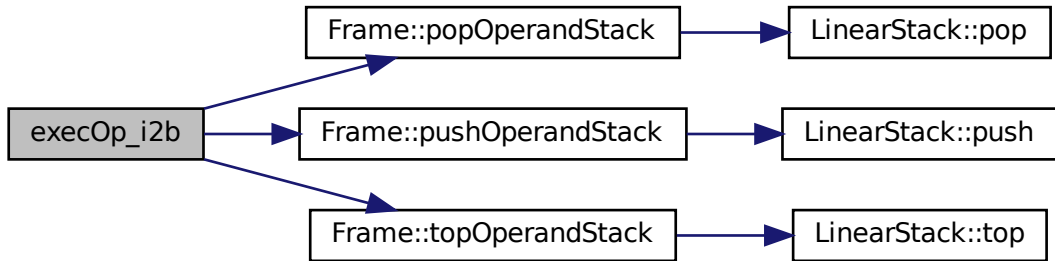 Frame::popOperandStack
LinearStack::pop
execOp_i2b
Frame::pushOperandStack
LinearStack::push
Frame::topOperandStack
LinearStack::top